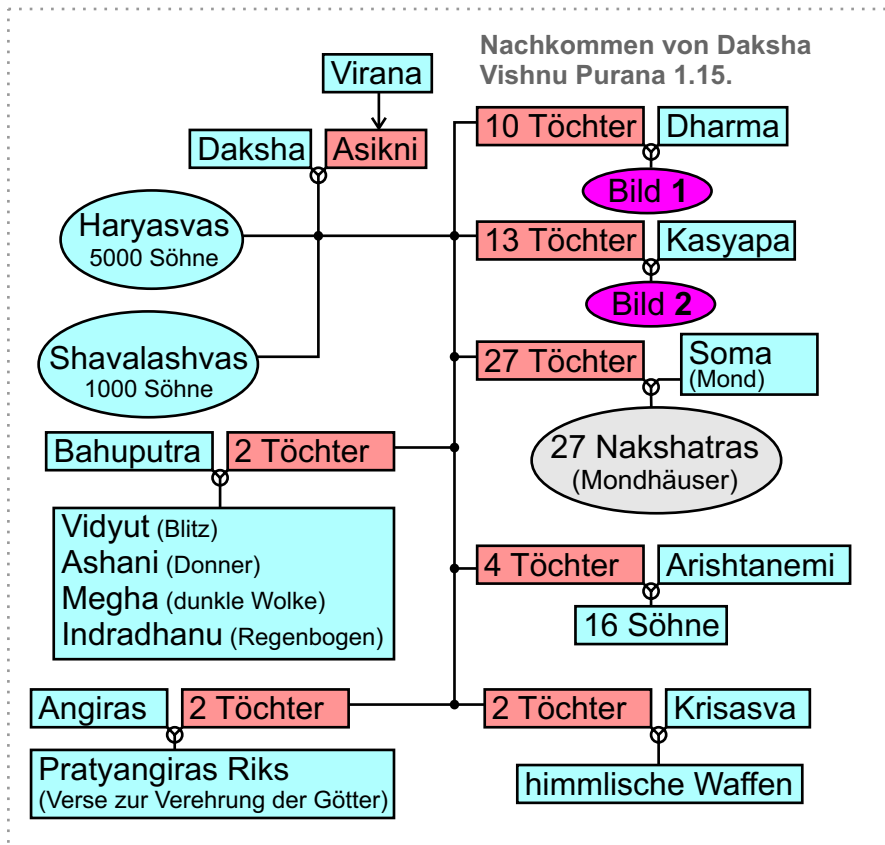 Nachkommen von Daksha
Vishnu Purana 1.15.
Virana
Daksha
Asikni
10 Töchter
Dharma
Bild 1
Haryasvas
5000 Söhne
13 Töchter
Kasyapa
Bild 2
Shavalashvas
1000 Söhne
27 Töchter
Soma
(Mond)
27 Nakshatras
(Mondhäuser)
Bahuputra
2 Töchter
Vidyut (Blitz)
Ashani (Donner)
Megha (dunkle Wolke)
Indradhanu (Regenbogen)
4 Töchter
Arishtanemi
16 Söhne
Angiras
2 Töchter
Pratyangiras Riks
(Verse zur Verehrung der Götter)
2 Töchter
Krisasva
himmlische Waffen